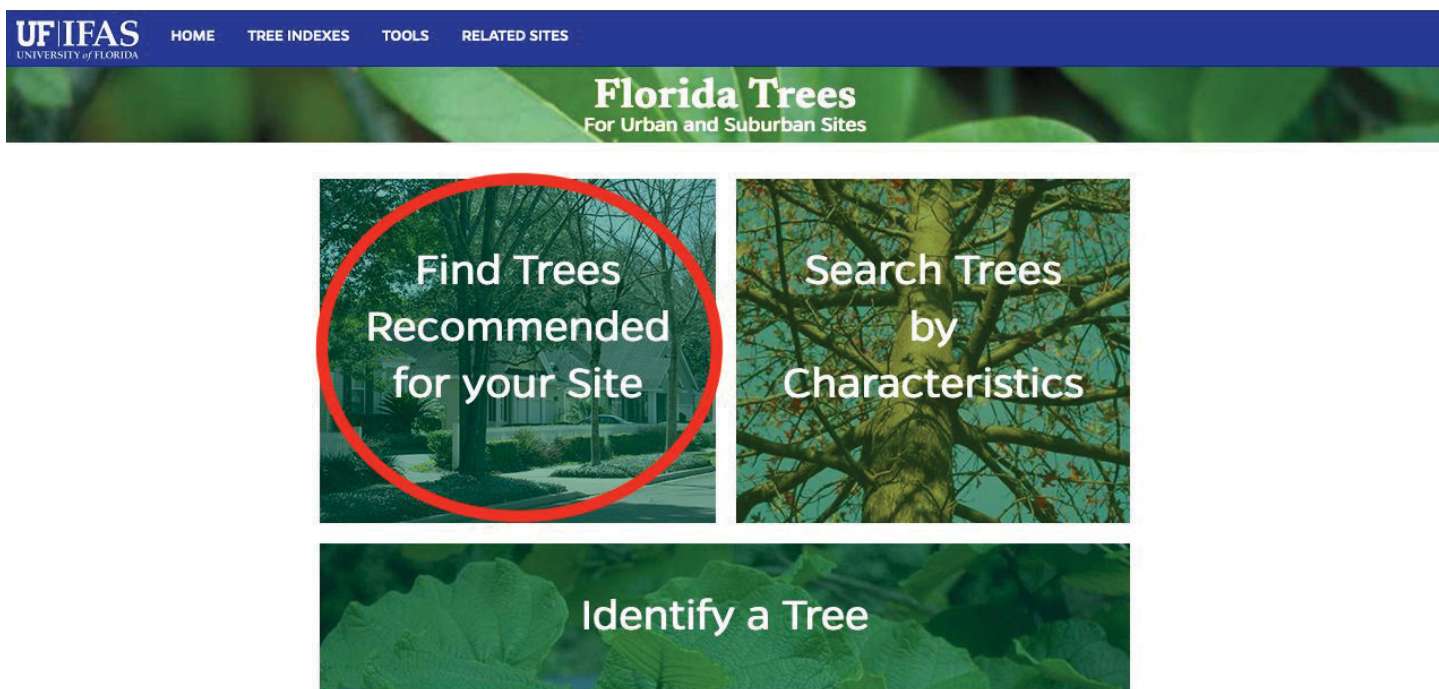 UF|IFAS
UNIVERSITY of FLORIDA
HOME TREE INDEXES TOOLS RELATED SITES
Florida Trees
For Urban and Suburban Sites
Find Trees
Recommended
for your Site
Search Trees
by
Characteristics
Identify a Tree